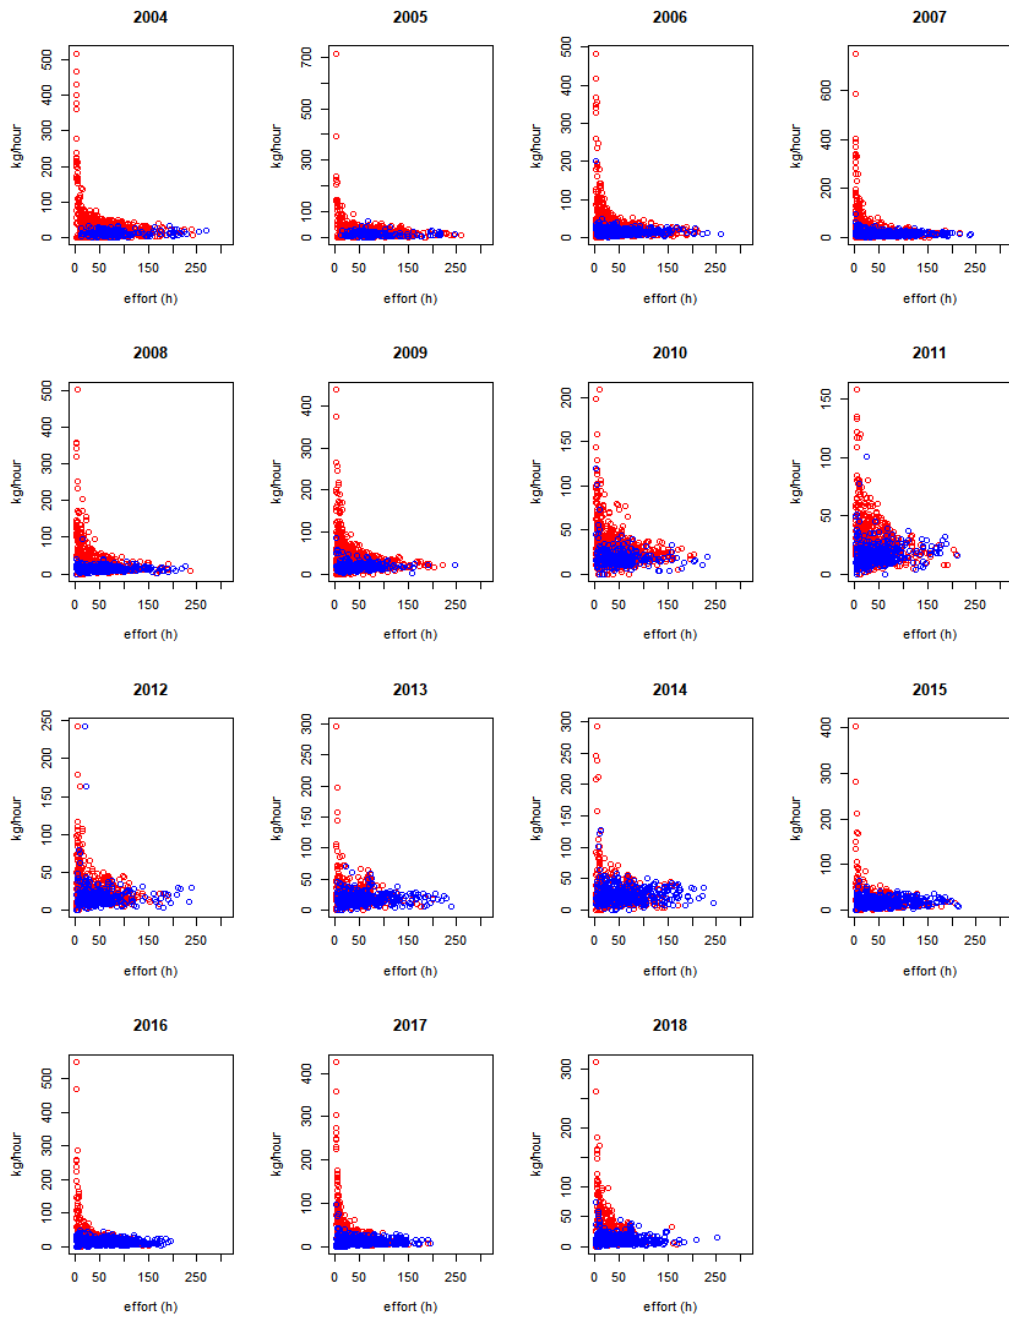 2004 2005 2006 2007
kg/hour 0 100 200 300 400 500
kg/hour 0 100 300 500 700
kg/hour 0 100 200 300 400 500
kg/hour 0 200 400 600
0 50 150 250 0 50 150 250 0 50 150 250 0 50 150 250
effort (h) effort (h) effort (h) effort (h)
2008 2009 2010 2011
kg/hour 0 100 200 300 400 500
kg/hour 0 100 200 300 400
kg/hour 0 50 100 150 200
kg/hour 0 50 100 150
0 50 150 250 0 50 150 250 0 50 150 250 0 50 150 250
effort (h) effort (h) effort (h) effort (h)
2012 2013 2014 2015
kg/hour 0 50 100 150 200 250
kg/hour 0 50 100 200 300
kg/hour 0 50 100 200 300
kg/hour 0 100 200 300 400
0 50 150 250 0 50 150 250 0 50 150 250 0 50 150 250
effort (h) effort (h) effort (h) effort (h)
2016 2017 2018
kg/hour 0 100 200 300 400 500
kg/hour 0 100 200 300 400
kg/hour 0 50 100 200 300
0 50 150 250 0 50 150 250 0 50 150 250
effort (h) effort (h) effort (h)